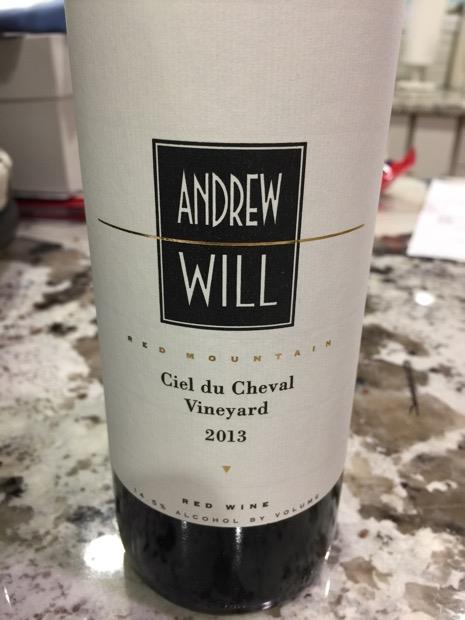 ANDREW
WILL
RED MOUNTAIN
Ciel du Cheval
Vineyard
2013
RED WINE
14.5% ALCOHOL BY VOLUME